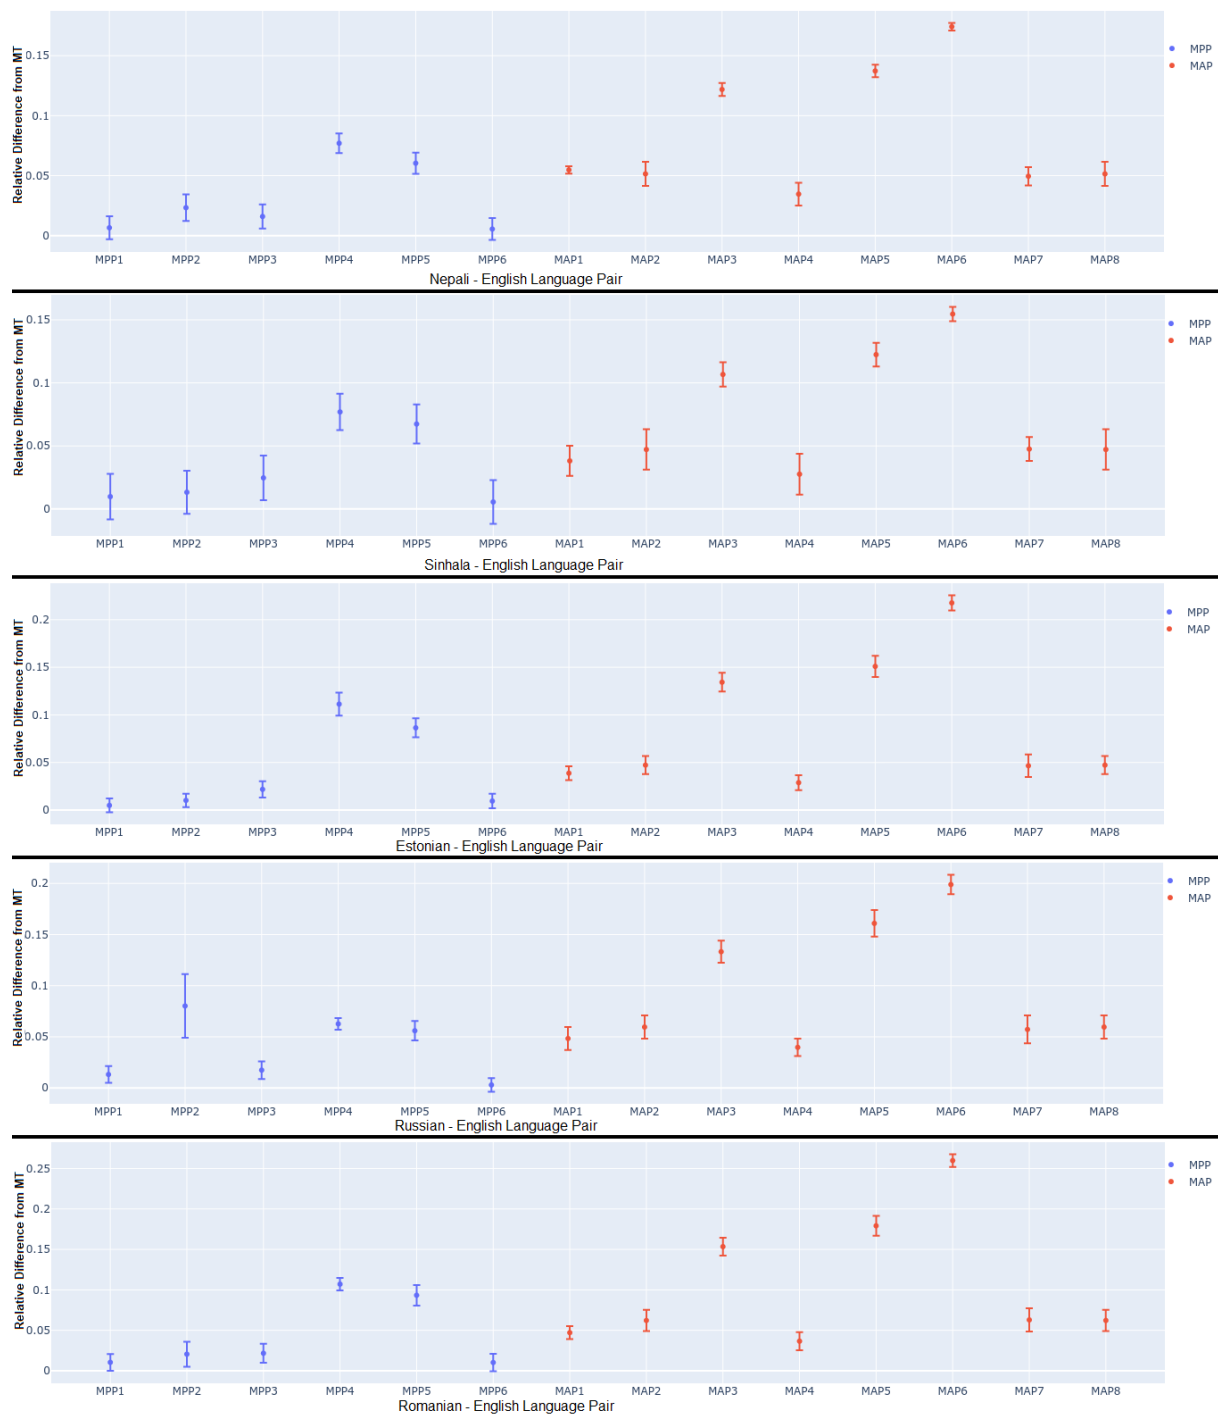 Relative Difference from MT
0.15
0.1
0.05
0
MPP1 MPP2 MPP3 MPP4 MPP5 MPP6 MAP1 MAP2 MAP3 MAP4 MAP5 MAP6 MAP7 MAP8
MPP
MAP
Nepali - English Language Pair
Relative Difference from MT
0.15
0.1
0.05
0
MPP1 MPP2 MPP3 MPP4 MPP5 MPP6 MAP1 MAP2 MAP3 MAP4 MAP5 MAP6 MAP7 MAP8
MPP
MAP
Sinhala - English Language Pair
Relative Difference from MT
0.2
0.15
0.1
0.05
0
MPP1 MPP2 MPP3 MPP4 MPP5 MPP6 MAP1 MAP2 MAP3 MAP4 MAP5 MAP6 MAP7 MAP8
MPP
MAP
Estonian - English Language Pair
Relative Difference from MT
0.2
0.15
0.1
0.05
0
MPP1 MPP2 MPP3 MPP4 MPP5 MPP6 MAP1 MAP2 MAP3 MAP4 MAP5 MAP6 MAP7 MAP8
MPP
MAP
Russian - English Language Pair
Relative Difference from MT
0.25
0.2
0.15
0.1
0.05
0
MPP1 MPP2 MPP3 MPP4 MPP5 MPP6 MAP1 MAP2 MAP3 MAP4 MAP5 MAP6 MAP7 MAP8
MPP
MAP
Romanian - English Language Pair